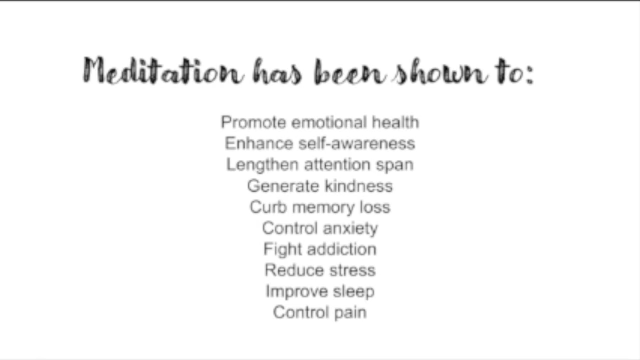 Meditation has been shown to:
Promote emotional health
Enhance self-awareness
Lengthen attention span
Generate kindness
Curb memory loss
Control anxiety
Fight addiction
Reduce stress
Improve sleep
Control pain